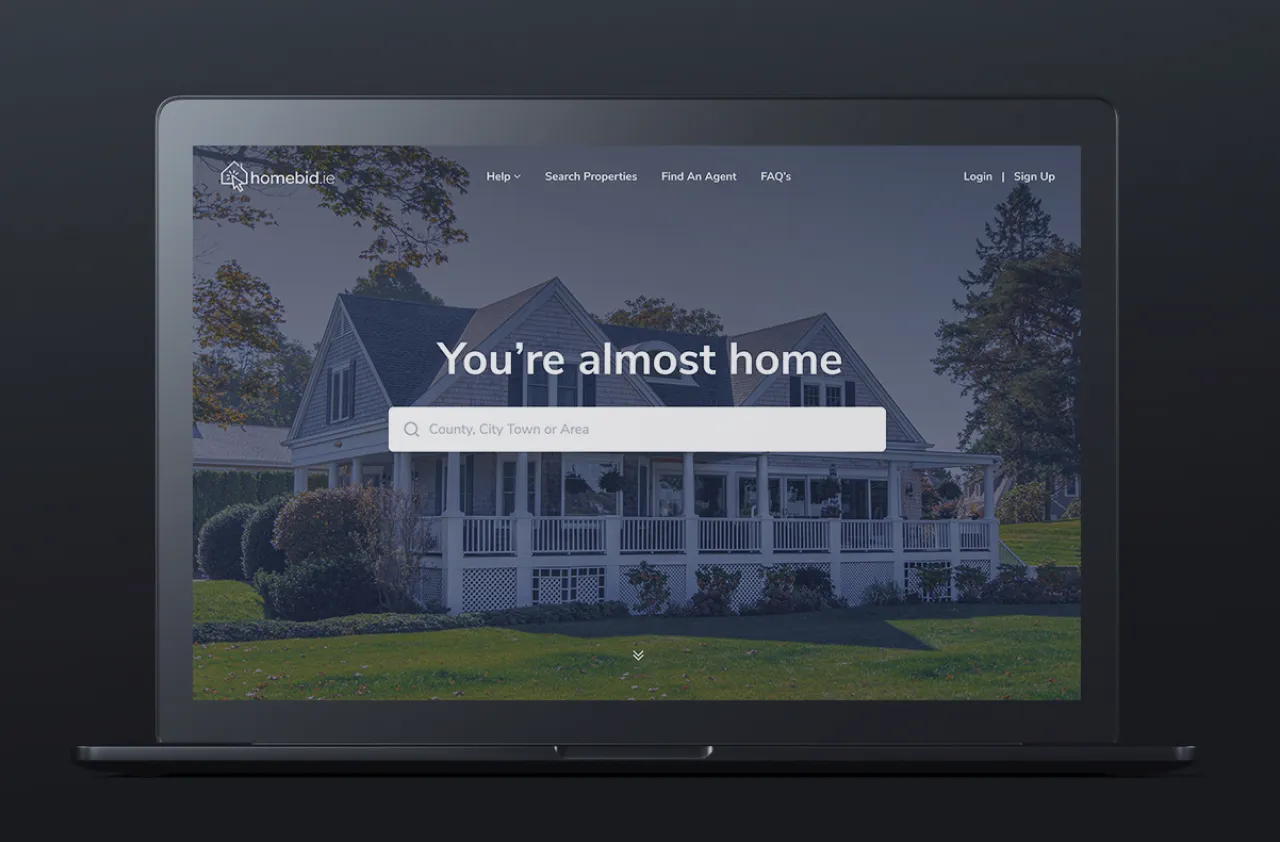 homebid.ie
Help
Search Properties
Find An Agent
FAQ's
Login | Sign Up
You're almost home
County, City Town or Area